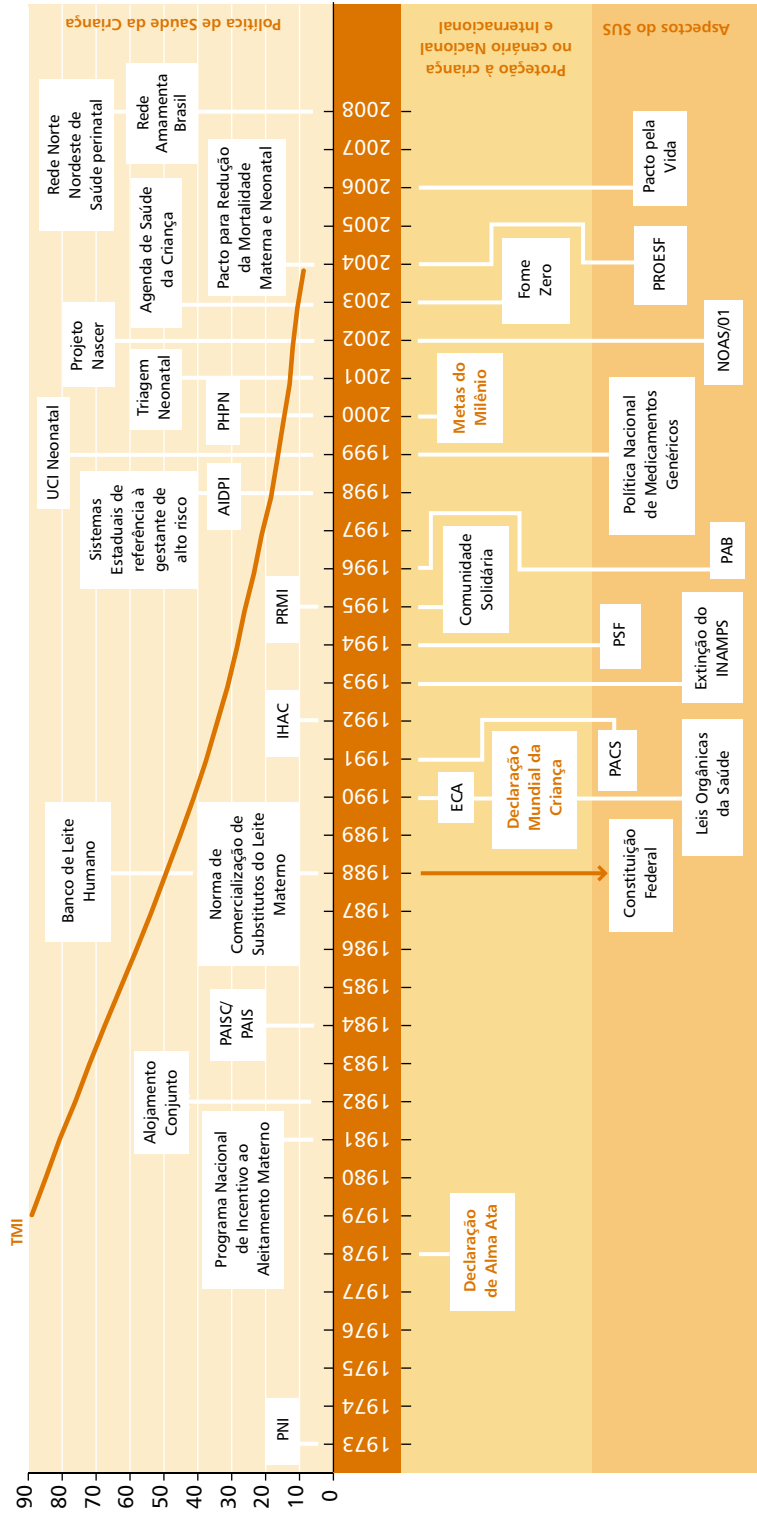 TMI
90
80
70
60
50
40
30
20
10
0
Política de Saúde da Criança
PNI
Programa Nacional
de Incentivo ao
Aleitamento Materno
Alojamento
Conjunto
PAISC/
PAIS
Banco de Leite
Humano
Norma de
Comercialização de
Substitutos do Leite
Materno
IHAC
PRMI
Sistemas
Estaduais de
referência à
gestante de
alto risco
AIDPI
UCI Neonatal
PHPN
Triagem
Neonatal
Projeto
Nascer
Agenda de Saúde
da Criança
Pacto para Redução
da Mortalidade
Materna e Neonatal
Rede Norte
Nordeste de
Saúde perinatal
Rede
Amamenta
Brasil
1973
1974
1975
1976
1977
1978
1979
1980
1981
1982
1983
1984
1985
1986
1987
1988
1989
1990
1991
1992
1993
1994
1995
1996
1997
1998
1999
2000
2001
2002
2003
2004
2005
2006
2007
2008
Proteção à criança
no cenário Nacional
e Internacional
Declaração
de Alma Ata
ECA
Declaração
Mundial da
Criança
Comunidade
Solidária
Metas do
Milênio
Fome
Zero
Aspectos do SUS
Constituição
Federal
Leis Orgânicas
da Saúde
PACS
Extinção do
INAMPS
PSF
PAB
Política Nacional
de Medicamentos
Genéricos
NOAS/01
PROESF
Pacto pela
Vida